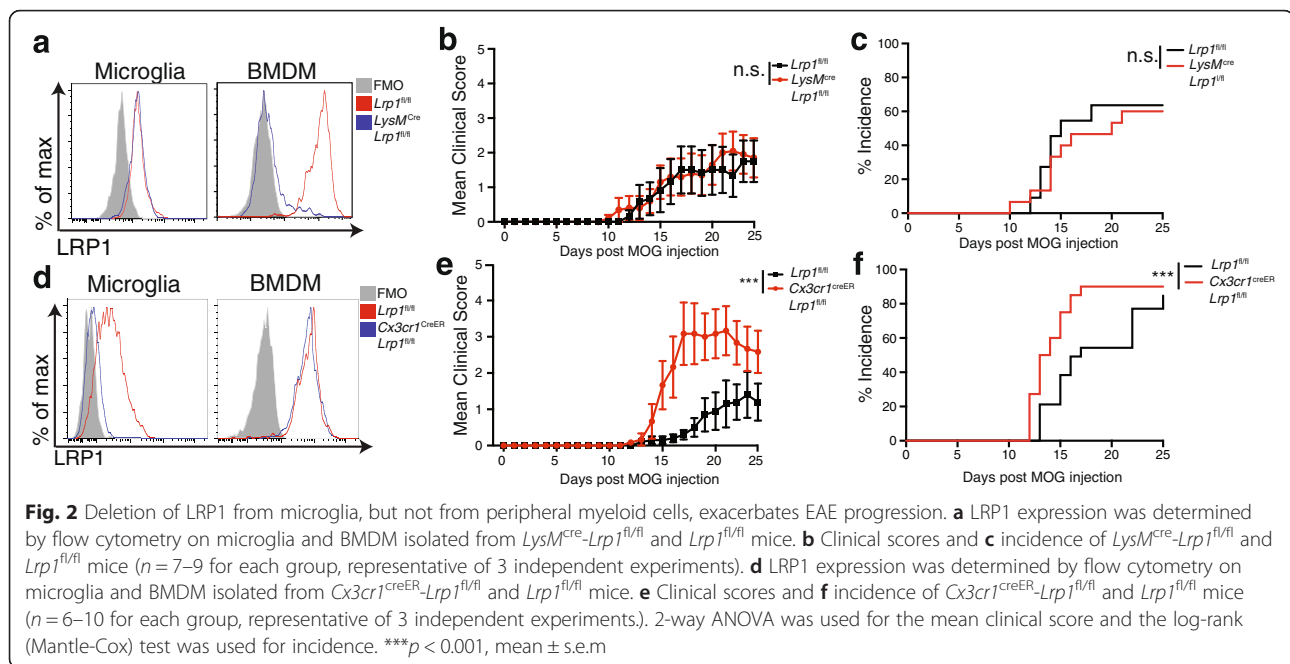 a
Microglia
BMDM
FMO
Lrp1fl/fl
LysMCre
Lrp1fl/fl
% of max
LRP1
b
Mean Clinical Score
5
4
3
2
1
0
0 5 10 15 20 25
Days post MOG injection
n.s.
Lrp1fl/fl
LysMcre
Lrp1fl/fl
c
% Incidence
100
80
60
40
20
0
0 5 10 15 20 25
Days post MOG injection
n.s.
Lrp1fl/fl
LysMcre
Lrp1fl/fl
d
Microglia
BMDM
FMO
Lrp1fl/fl
Cx3cr1CreER
Lrp1fl/fl
% of max
LRP1
e
Mean Clinical Score
5
4
3
2
1
0
0 5 10 15 20 25
Days post MOG injection
***
Lrp1fl/fl
Cx3cr1creER
Lrp1fl/fl
f
% Incidence
100
80
60
40
20
0
0 5 10 15 20 25
Days post MOG injection
***
Lrp1fl/fl
Cx3cr1creER
Lrp1fl/fl
Fig. 2 Deletion of LRP1 from microglia, but not from peripheral myeloid cells, exacerbates EAE progression. a LRP1 expression was determined
by flow cytometry on microglia and BMDM isolated from LysMcre-Lrp1fl/fl and Lrp1fl/fl mice. b Clinical scores and c incidence of LysMcre-Lrp1fl/fl and
Lrp1fl/fl mice (n = 7–9 for each group, representative of 3 independent experiments). d LRP1 expression was determined by flow cytometry on
microglia and BMDM isolated from Cx3cr1creER-Lrp1fl/fl and Lrp1fl/fl mice. e Clinical scores and f incidence of Cx3cr1creER-Lrp1fl/fl and Lrp1fl/fl mice
(n = 6–10 for each group, representative of 3 independent experiments.). 2-way ANOVA was used for the mean clinical score and the log-rank
(Mantle-Cox) test was used for incidence. ***p < 0.001, mean ± s.e.m